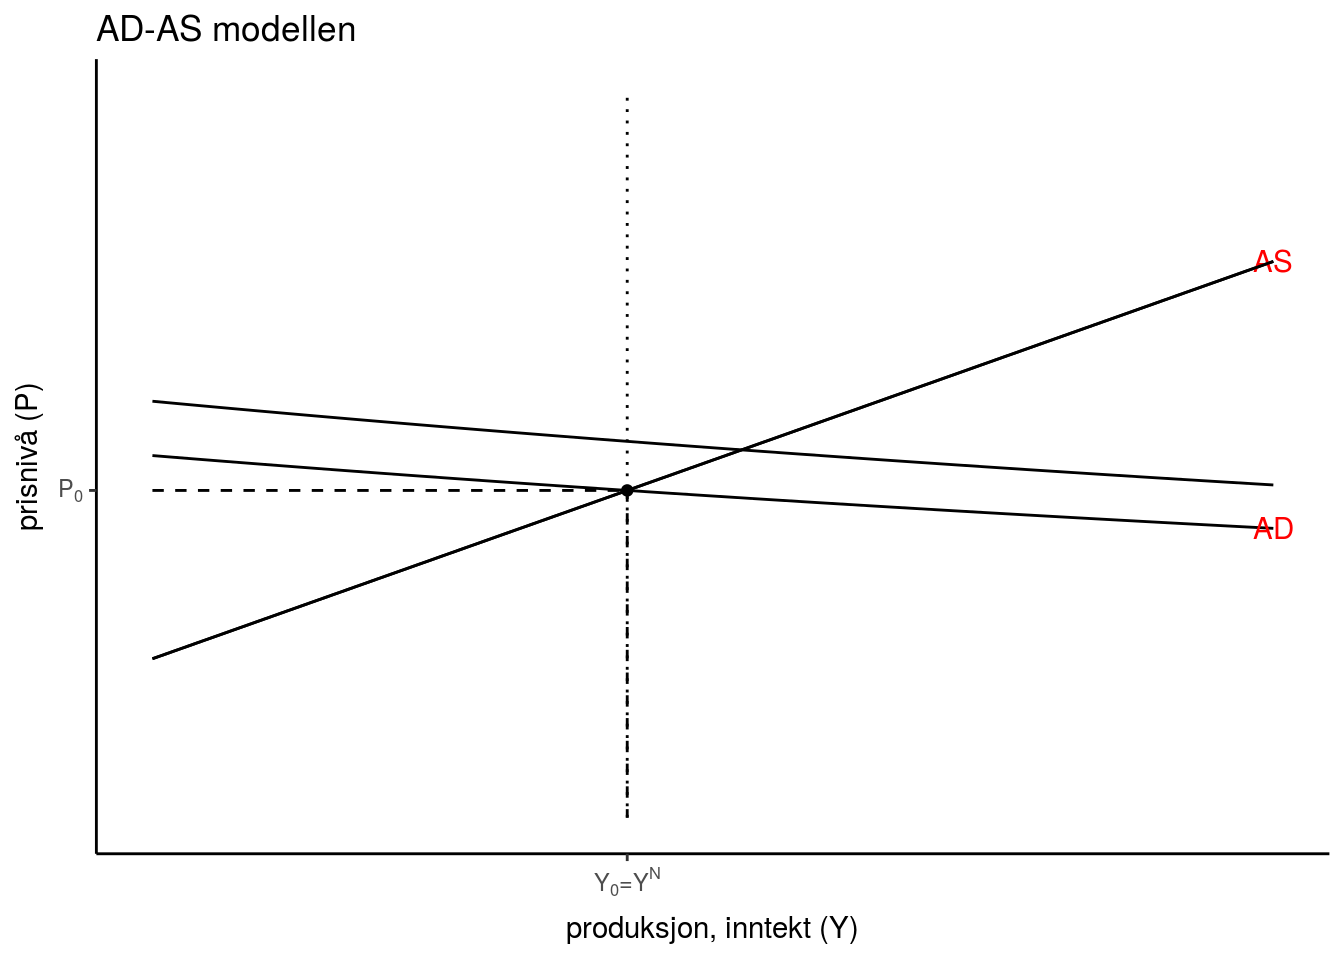 AD-AS modellen
prisnivå (P)
AS
P₀
AD
Y₀=Yᴺ
produksjon, inntekt (Y)